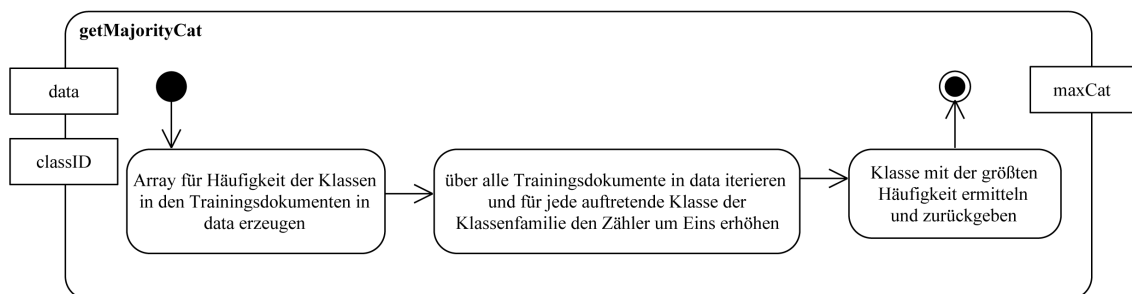 getMajorityCat
data
classID
maxCat
Array für Häufigkeit der Klassen
in den Trainingsdokumenten in
data erzeugen
über alle Trainingsdokumente in data iterieren
und für jede auftretende Klasse der
Klassenfamilie den Zähler um Eins erhöhen
Klasse mit der größten
Häufigkeit ermitteln
und zurückgeben